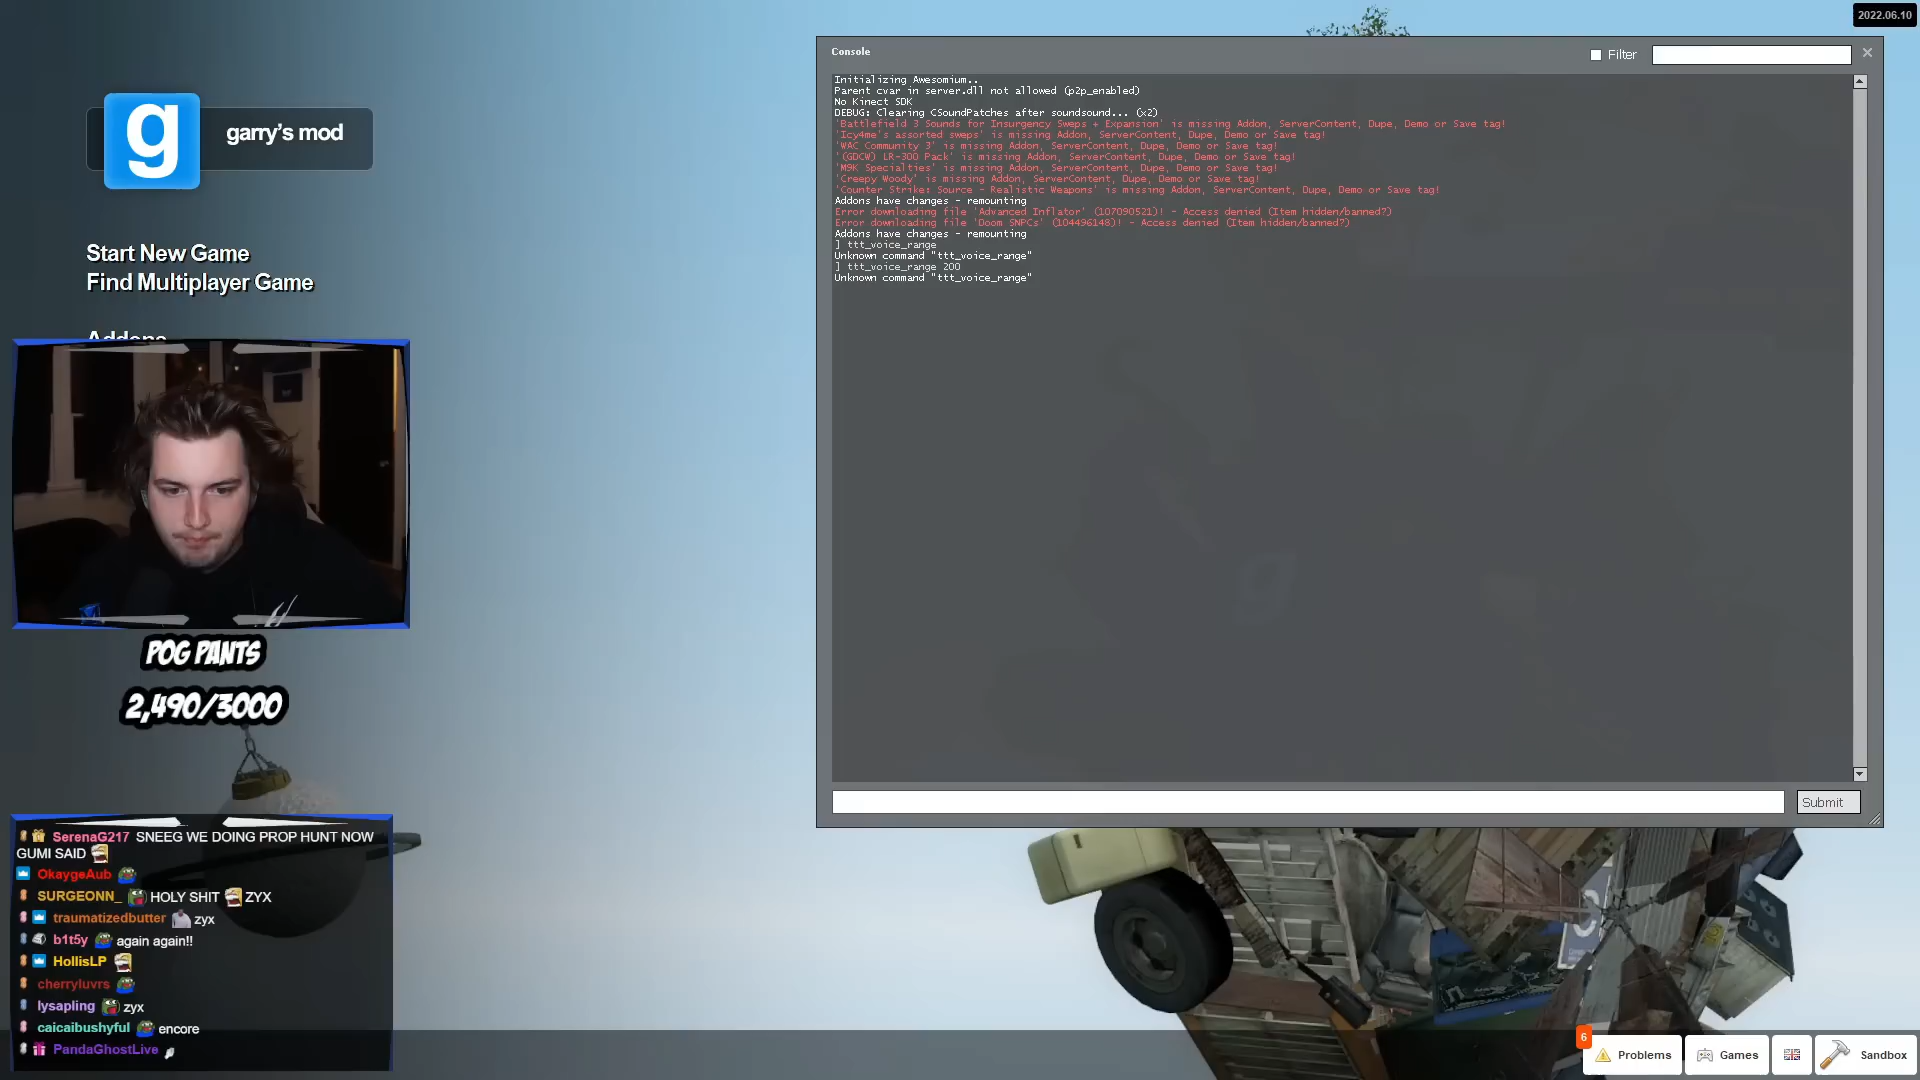 2022.06.10
g
garry's mod
Start New Game
Find Multiplayer Game
Addons
Console
Filter
Initializing Awesomium..
Parent cvar in server.dll not allowed (p2p_enabled)
No Kinect SDK
DEBUG: Clearing CSoundPatches after soundsound... (x2)
'Battlefield 3 Sounds for Insurgency Sweps + Expansion' is missing Addon, ServerContent, Dupe, Demo or Save tag!
'Icy4me's assorted sweps' is missing Addon, ServerContent, Dupe, Demo or Save tag!
'WAC Community 3' is missing Addon, ServerContent, Dupe, Demo or Save tag!
'(GDCW) LR-300 Pack' is missing Addon, ServerContent, Dupe, Demo or Save tag!
'M9K Specialties' is missing Addon, ServerContent, Dupe, Demo or Save tag!
'Creepy Woody' is missing Addon, ServerContent, Dupe, Demo or Save tag!
'Counter Strike: Source - Realistic Weapons' is missing Addon, ServerContent, Dupe, Demo or Save tag!
Addons have changes - remounting
Error downloading file 'Advanced Inflator' (107090521)! - Access denied (Item hidden/banned?)
Error downloading file 'Doom SNPCs' (104496148)! - Access denied (Item hidden/banned?)
Addons have changes - remounting
] ttt_voice_range
Unknown command "ttt_voice_range"
] ttt_voice_range 200
Unknown command "ttt_voice_range"
Submit
POG PANTS
2,490/3000
SerenaG217 SNEEG WE DOING PROP HUNT NOW
GUMI SAID
OkaygeAub
SURGEONN_ HOLY SHIT ZYX
traumatizedbutter zyx
b1t5y again again!!
HollisLP
cherryluvrs
lysapling zyx
caicaibushyful encore
PandaGhostLive
6
Problems
Games
Sandbox